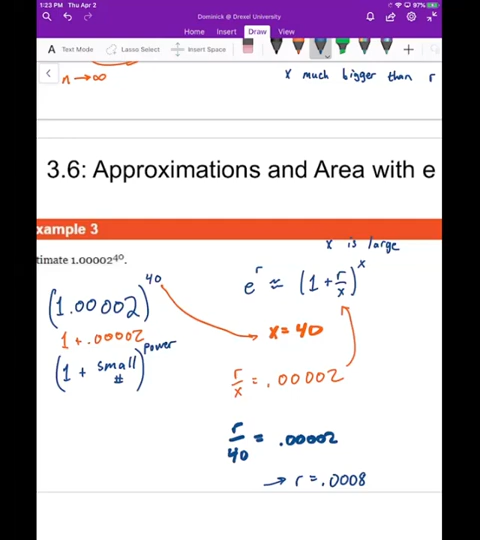 1:23 PM Thu Apr 2
97%
Dominick @ Drexel University
Home Insert Draw View
Text Mode Lasso Select Insert Space
n → ∞
x much bigger than r
3.6: Approximations and Area with e
xample 3
x is large
timate 1.00002⁴⁰.
(1.00002)⁴⁰
e^r ≈ (1 + r/x)^x
1 + .00002
x = 40
(1 + small #)^power
r/x = .00002
r/40 = .00002
→ r = .0008